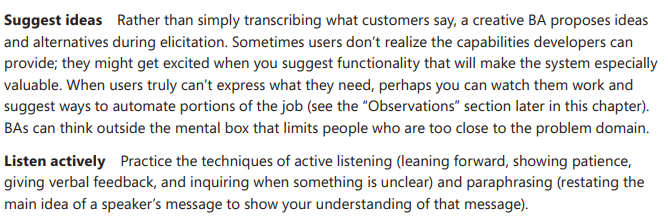 Suggest ideas Rather than simply transcribing what customers say, a creative BA proposes ideas
and alternatives during elicitation. Sometimes users don’t realize the capabilities developers can
provide; they might get excited when you suggest functionality that will make the system especially
valuable. When users truly can’t express what they need, perhaps you can watch them work and
suggest ways to automate portions of the job (see the “Observations” section later in this chapter).
BAs can think outside the mental box that limits people who are too close to the problem domain.
Listen actively Practice the techniques of active listening (leaning forward, showing patience,
giving verbal feedback, and inquiring when something is unclear) and paraphrasing (restating the
main idea of a speaker’s message to show your understanding of that message).